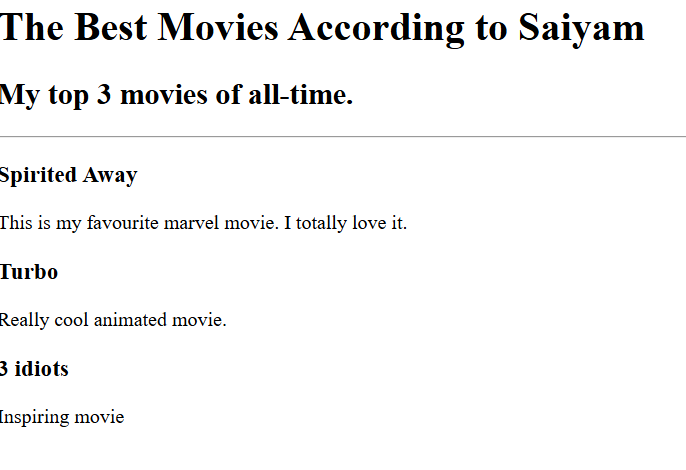 The Best Movies According to Saiyam
My top 3 movies of all-time.
Spirited Away
This is my favourite marvel movie. I totally love it.
Turbo
Really cool animated movie.
3 idiots
Inspiring movie